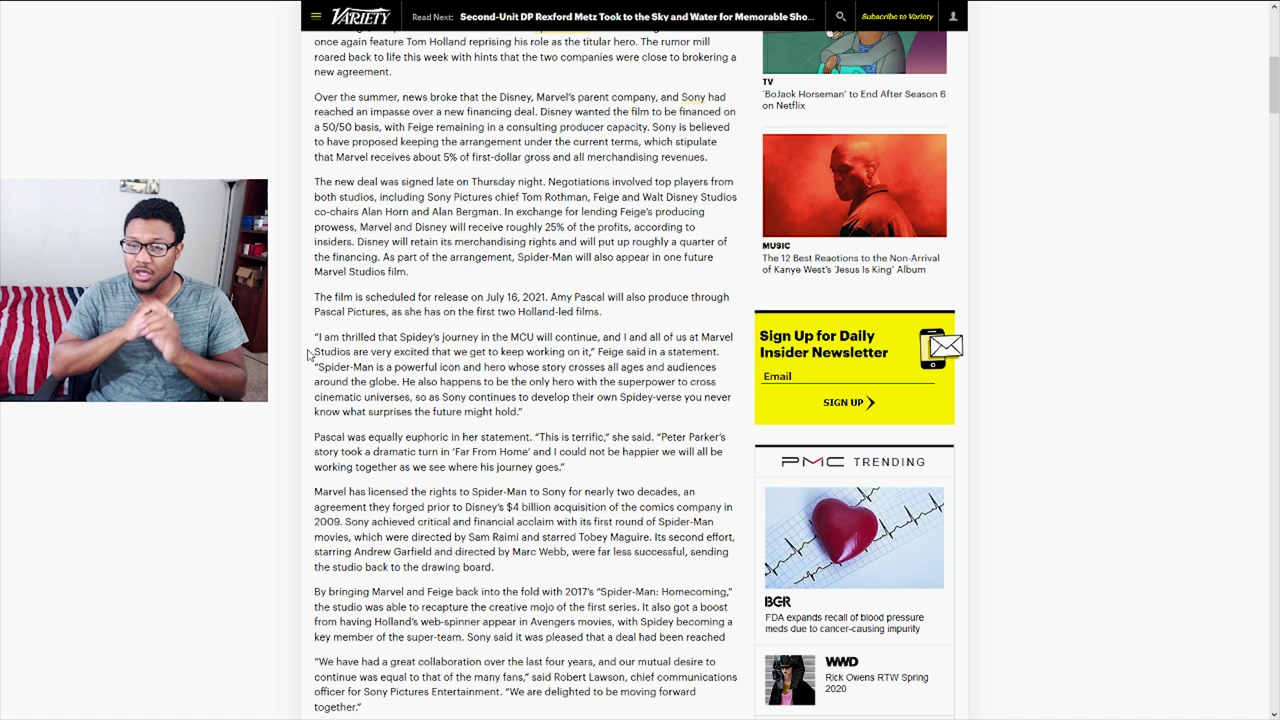 VARIETY
Read Next: Second-Unit DP Rexford Metz Took to the Sky and Water for Memorable Sho...
Subscribe to Variety
once again feature Tom Holland reprising his role as the titular hero. The rumor mill
roared back to life this week with hints that the two companies were close to brokering a
new agreement.
Over the summer, news broke that the Disney, Marvel's parent company, and Sony had
reached an impasse over a new financing deal. Disney wanted the film to be financed on
a 50/50 basis, with Feige remaining in a consulting producer capacity. Sony is believed
to have proposed keeping the arrangement under the current terms, which stipulate
that Marvel receives about 5% of first-dollar gross and all merchandising revenues.
The new deal was signed late on Thursday night. Negotiations involved top players from
both studios, including Sony Pictures chief Tom Rothman, Feige and Walt Disney Studios
co-chairs Alan Horn and Alan Bergman. In exchange for lending Feige's producing
prowess, Marvel and Disney will receive roughly 25% of the profits, according to
insiders. Disney will retain its merchandising rights and will put up roughly a quarter of
the financing. As part of the arrangement, Spider-Man will also appear in one future
Marvel Studios film.
The film is scheduled for release on July 16, 2021. Amy Pascal will also produce through
Pascal Pictures, as she has on the first two Holland-led films.
“I am thrilled that Spidey's journey in the MCU will continue, and I and all of us at Marvel
Studios are very excited that we get to keep working on it,” Feige said in a statement.
“Spider-Man is a powerful icon and hero whose story crosses all ages and audiences
around the globe. He also happens to be the only hero with the superpower to cross
cinematic universes, so as Sony continues to develop their own Spidey-verse you never
know what surprises the future might hold.”
Pascal was equally euphoric in her statement. “This is terrific,” she said. “Peter Parker's
story took a dramatic turn in ‘Far From Home’ and I could not be happier we will all be
working together as we see where his journey goes.”
Marvel has licensed the rights to Spider-Man to Sony for nearly two decades, an
agreement they forged prior to Disney's $4 billion acquisition of the comics company in
2009. Sony achieved critical and financial acclaim with its first round of Spider-Man
movies, which were directed by Sam Raimi and starred Tobey Maguire. Its second effort,
starring Andrew Garfield and directed by Marc Webb, were far less successful, sending
the studio back to the drawing board.
By bringing Marvel and Feige back into the fold with 2017's “Spider-Man: Homecoming,”
the studio was able to recapture the creative mojo of the first series. It also got a boost
from having Holland's web-spinner appear in Avengers movies, with Spidey becoming a
key member of the super-team. Sony said it was pleased that a deal had been reached
“We have had a great collaboration over the last four years, and our mutual desire to
continue was equal to that of the many fans,” said Robert Lawson, chief communications
officer for Sony Pictures Entertainment. “We are delighted to be moving forward
together.”
TV
‘BoJack Horseman’ to End After Season 6
on Netflix
MUSIC
The 12 Best Reactions to the Non-Arrival
of Kanye West's ‘Jesus Is King’ Album
Sign Up for Daily
Insider Newsletter
Email
SIGN UP
PMC TRENDING
BGR
FDA expands recall of blood pressure
meds due to cancer-causing impurity
WWD
Rick Owens RTW Spring
2020